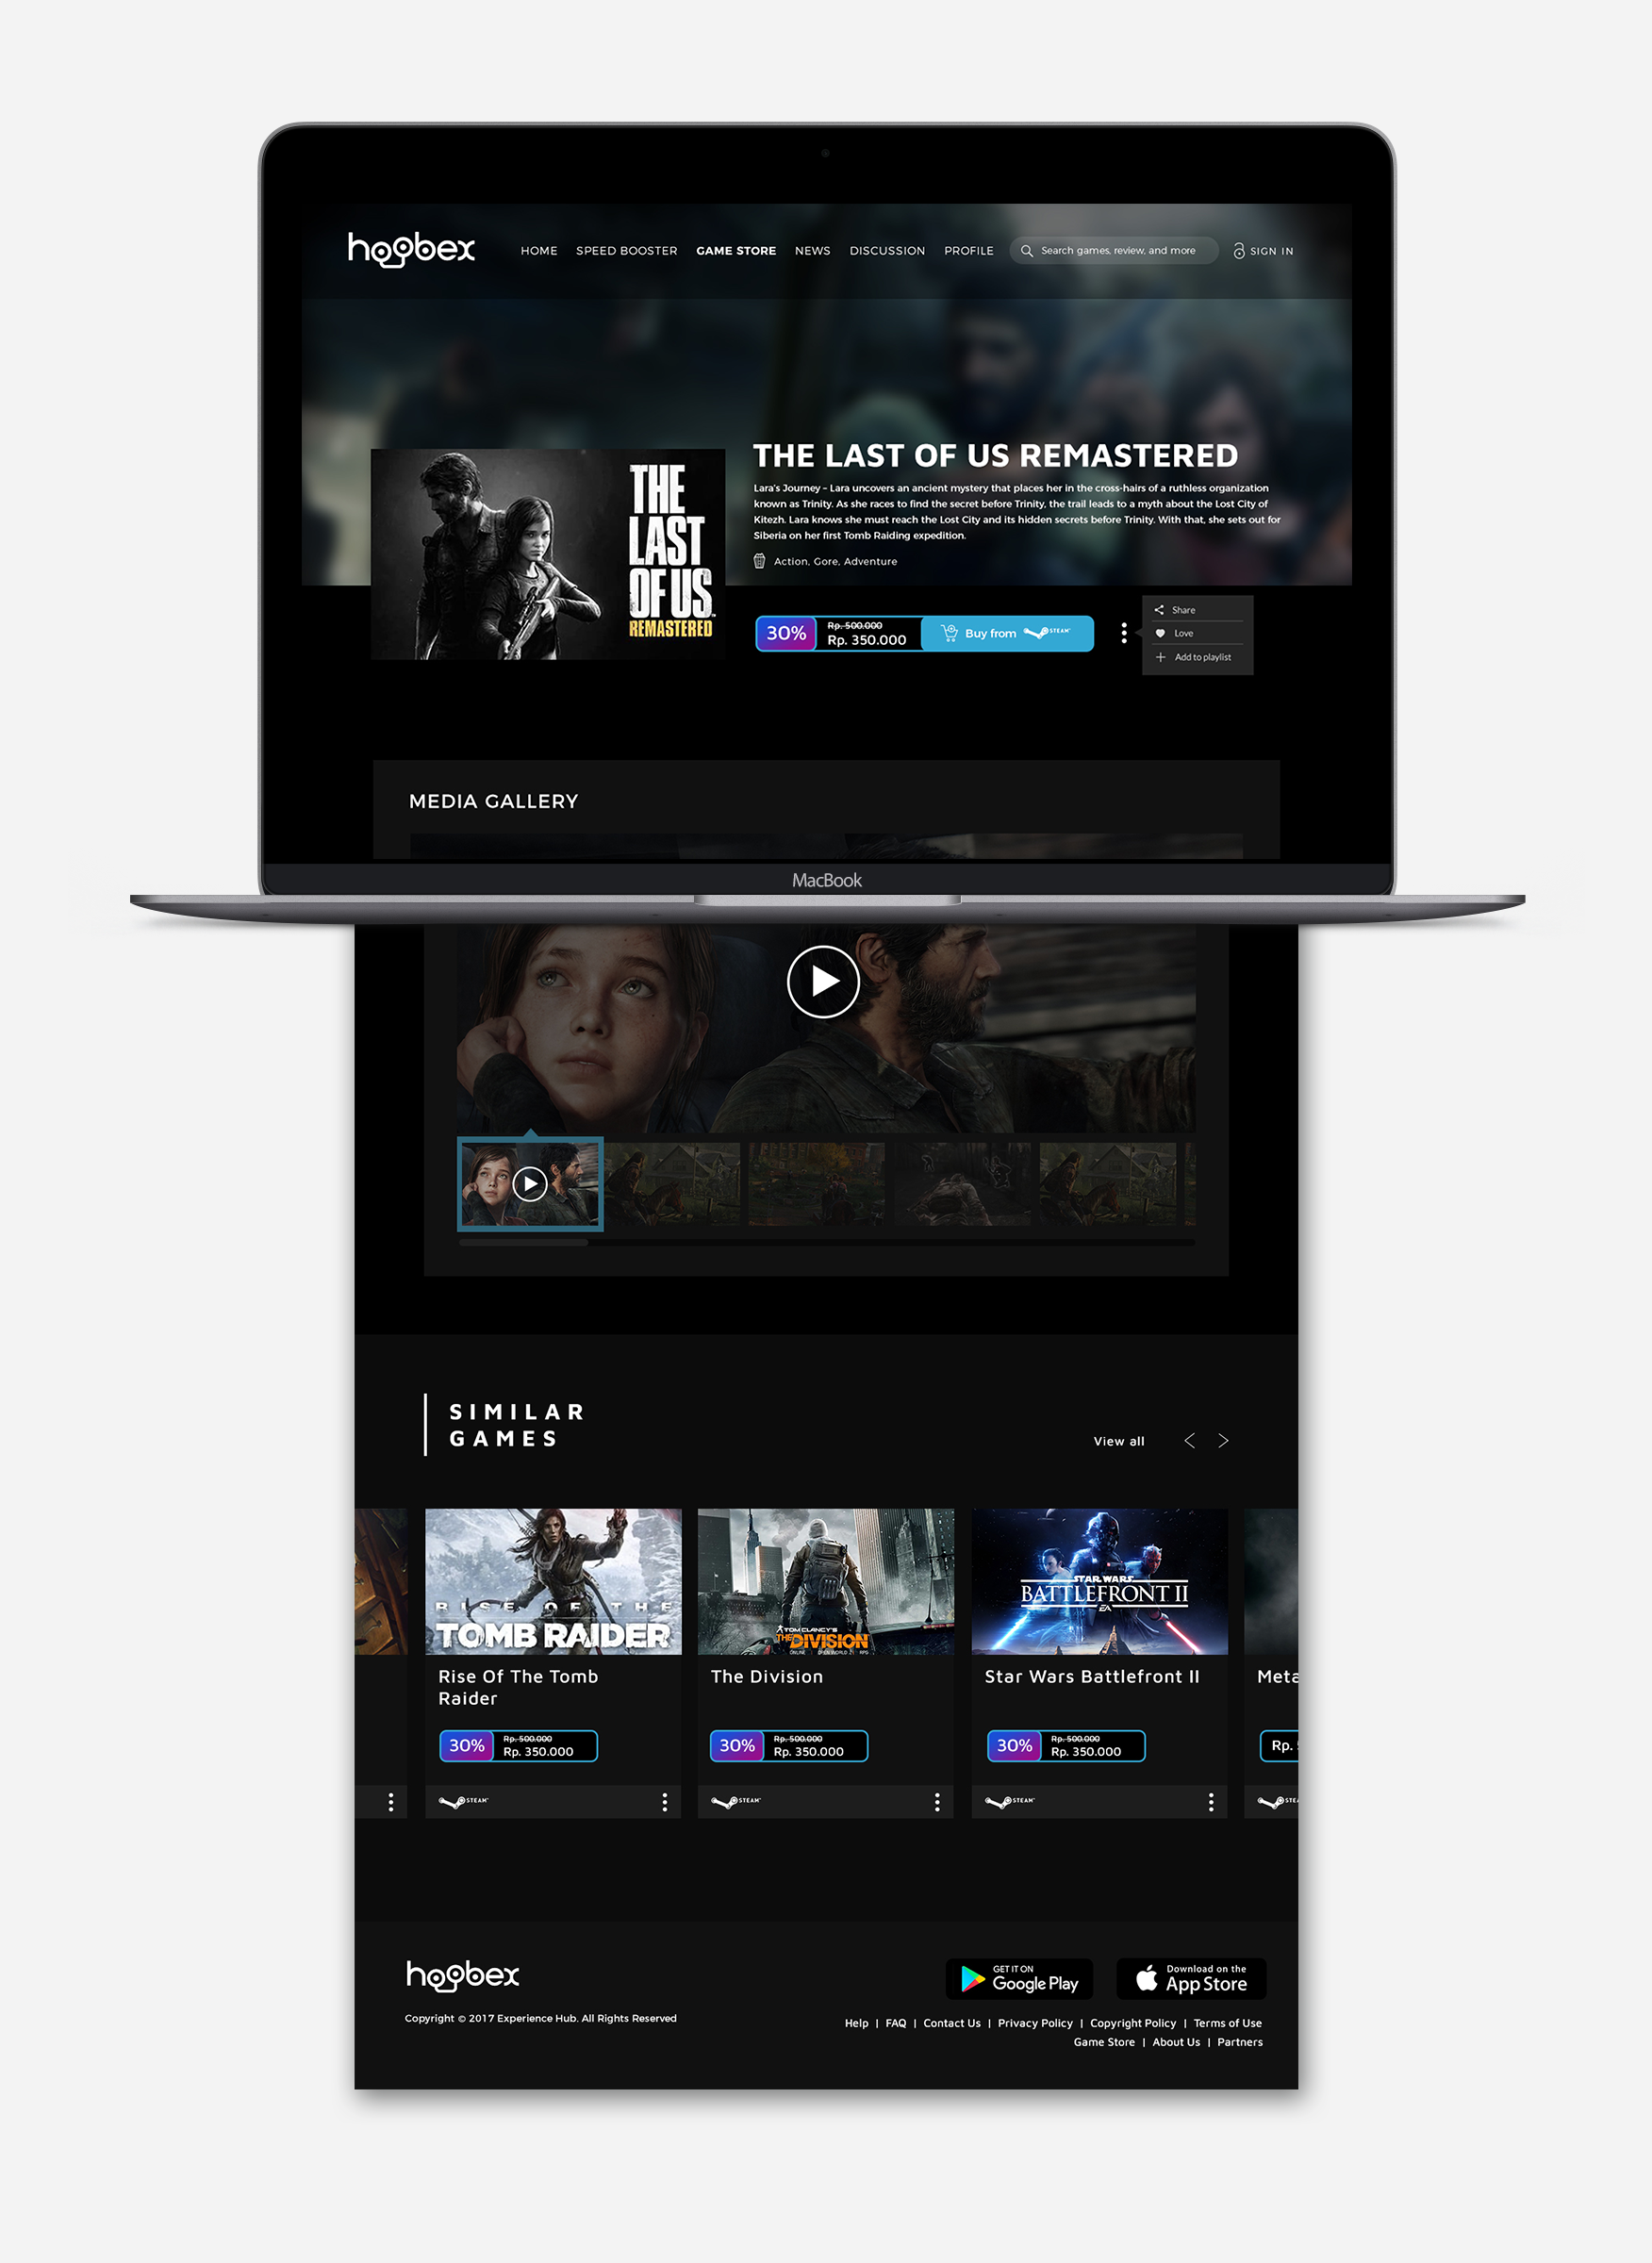 hoobex
HOME SPEED BOOSTER GAME STORE NEWS DISCUSSION PROFILE Search games, review, and more SIGN IN
THE LAST OF US REMASTERED
Lara's Journey – Lara uncovers an ancient mystery that places her in the cross-hairs of a ruthless organization
known as Trinity. As she races to find the secret before Trinity, the trail leads to a myth about the Lost City of
Kitezh. Lara knows she must reach the Lost City and its hidden secrets before Trinity. With that, she sets out for
Siberia on her first Tomb Raiding expedition.
Action, Gore, Adventure
THE
LAST
OF US
REMASTERED
30% Rp. 500.000
Rp. 350.000
Buy from STEAM
Share
Love
Add to playlist
MEDIA GALLERY
MacBook
SIMILAR
GAMES
View all
RISE OF THE
TOMB RAIDER
Rise Of The Tomb
Raider
30% Rp. 500.000
Rp. 350.000
STEAM
TOM CLANCY'S
THE DIVISION
ONLINE OPEN WORLD RPG
The Division
30% Rp. 500.000
Rp. 350.000
STEAM
STAR WARS
BATTLEFRONT II
EA
Star Wars Battlefront II
30% Rp. 500.000
Rp. 350.000
STEAM
Meta
Rp.
STEA
hoobex
Copyright © 2017 Experience Hub. All Rights Reserved
GET IT ON
Google Play
Download on the
App Store
Help | FAQ | Contact Us | Privacy Policy | Copyright Policy | Terms of Use
Game Store | About Us | Partners